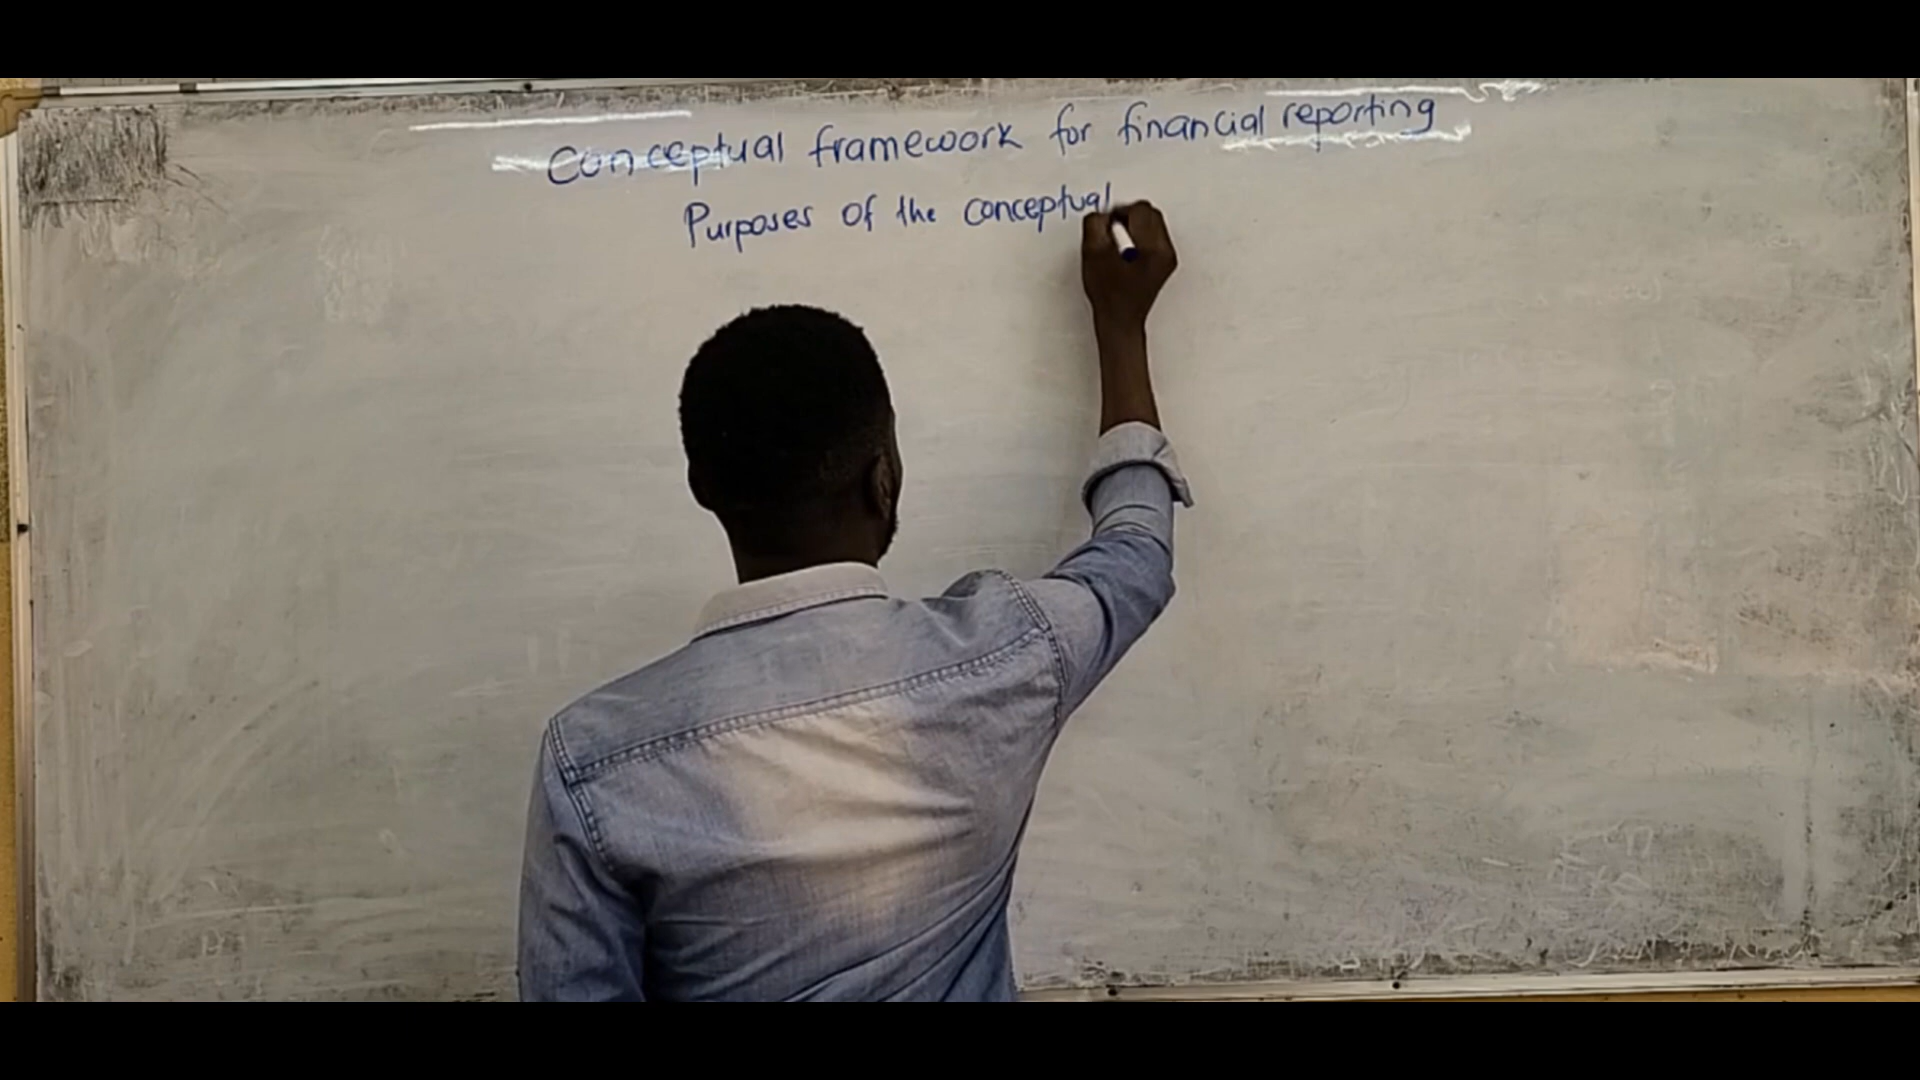 Conceptual framework for financial reporting
Purposes of the conceptual